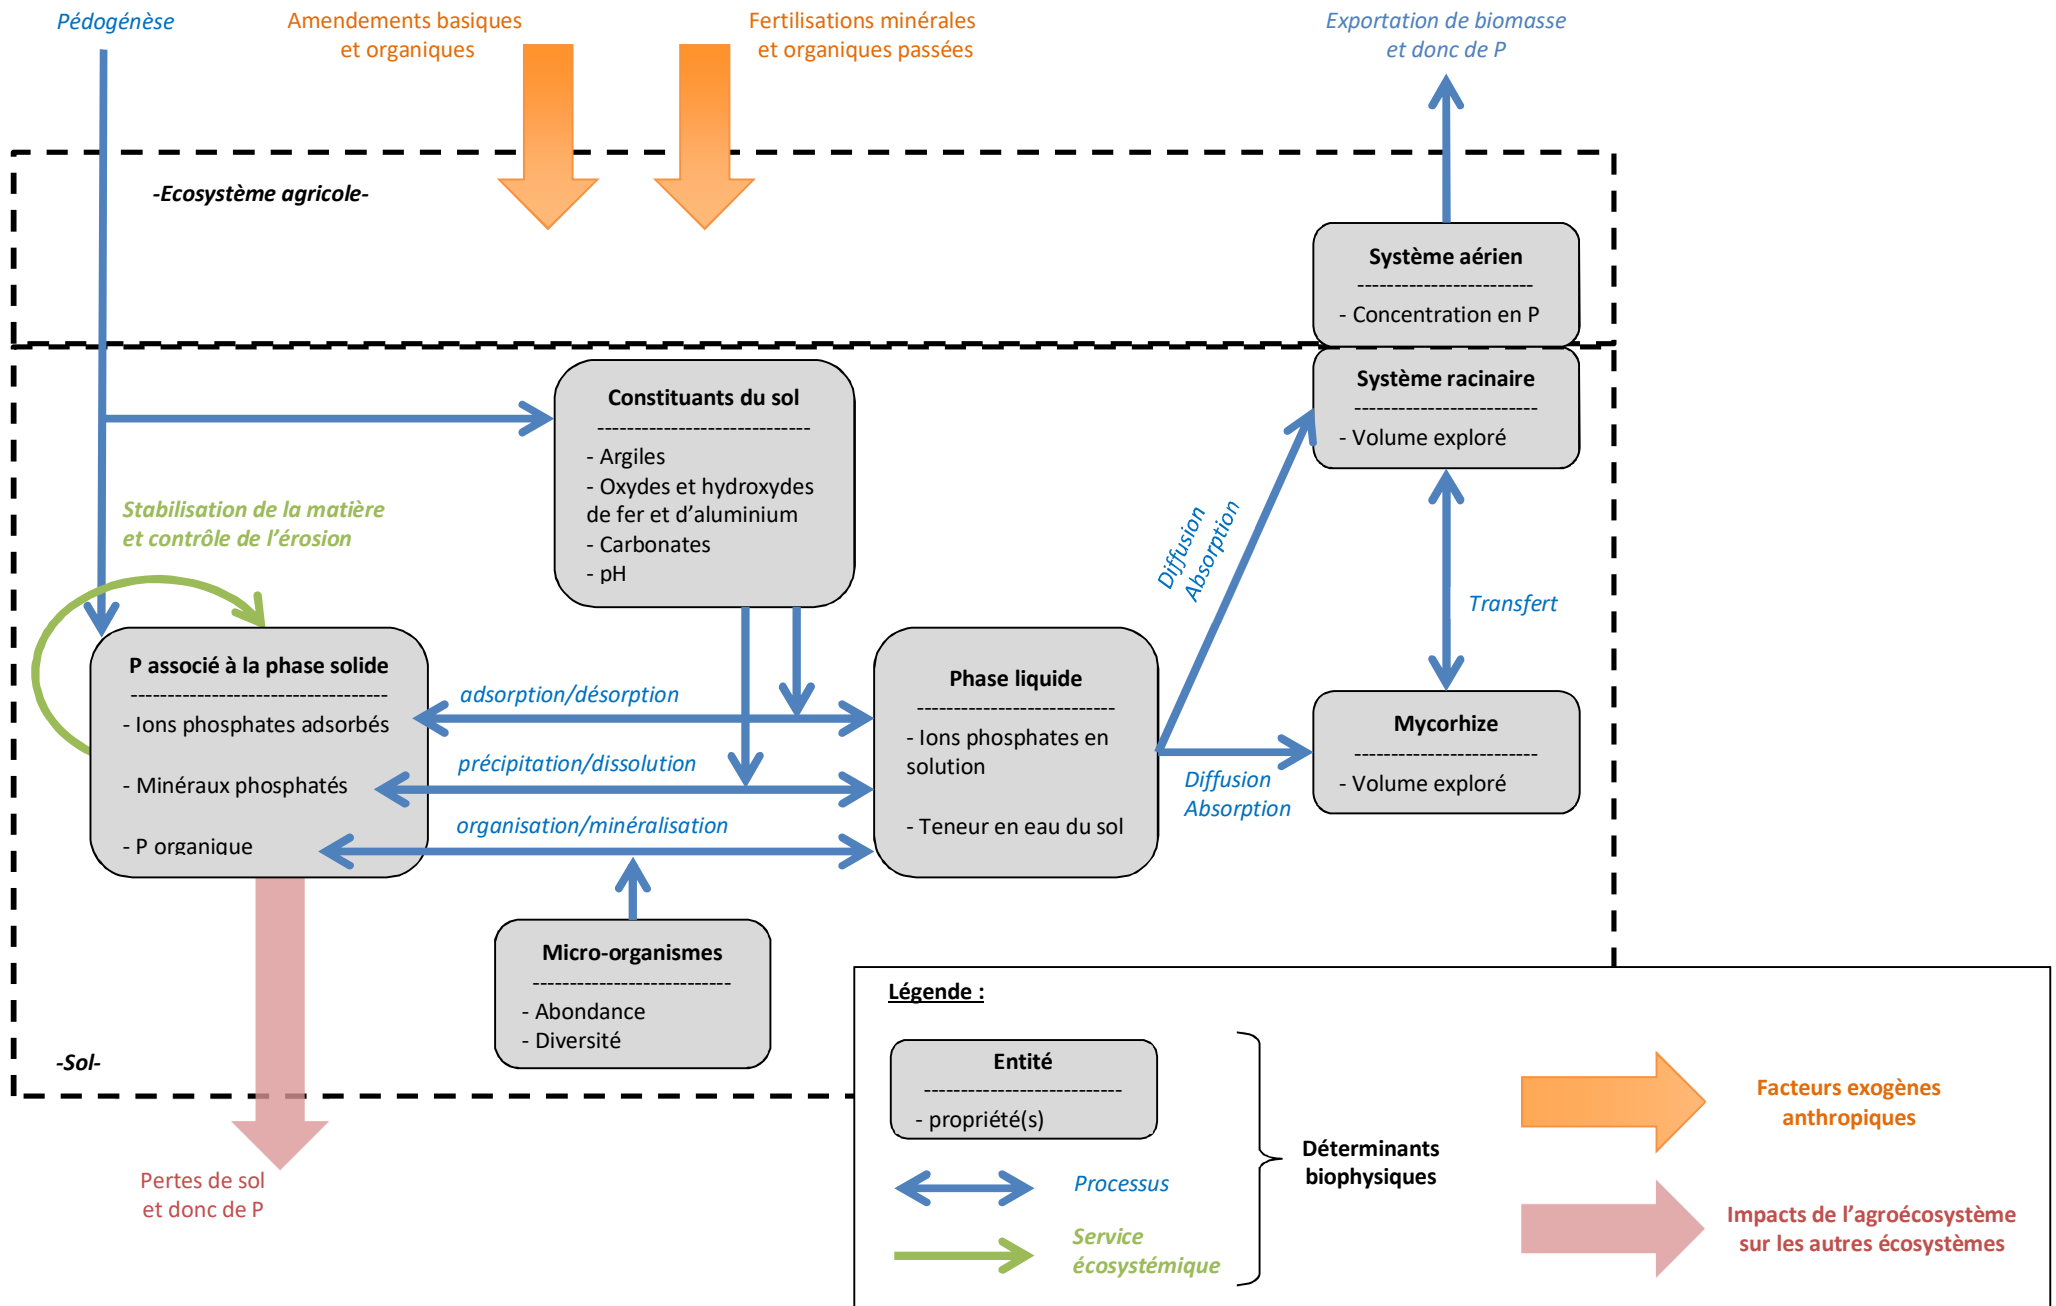 Pédogénèse
Amendements basiques
et organiques
Fertilisations minérales
et organiques passées
Exportation de biomasse
et donc de P
-Ecosystème agricole-
Système aérien
- Concentration en P
Système racinaire
- Volume exploré
Constituants du sol
- Argiles
- Oxydes et hydroxydes
de fer et d’aluminium
- Carbonates
- pH
Stabilisation de la matière
et contrôle de l’érosion
Diffusion
Absorption
Transfert
P associé à la phase solide
- Ions phosphates adsorbés
- Minéraux phosphatés
- P organique
adsorption/désorption
précipitation/dissolution
organisation/minéralisation
Phase liquide
- Ions phosphates en
solution
- Teneur en eau du sol
Diffusion
Absorption
Mycorhize
- Volume exploré
Micro-organismes
- Abondance
- Diversité
-Sol-
Pertes de sol
et donc de P
Légende :
Entité
- propriété(s)
Processus
Service
écosystémique
Déterminants
biophysiques
Facteurs exogènes
anthropiques
Impacts de l’agroécosystème
sur les autres écosystèmes